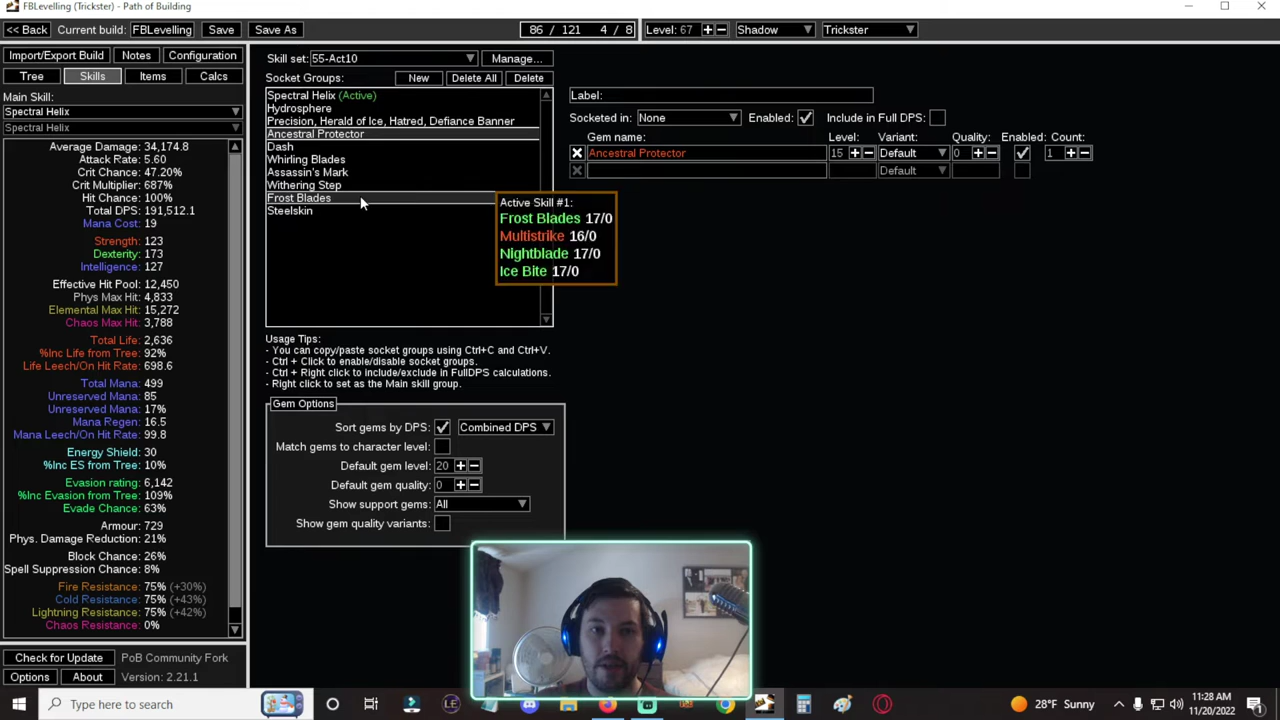 FBLevelling (Trickster) - Path of Building
<< Back
Current build: FBLevelling
Save
Save As
86 / 121 4 / 8
Level: 67
Shadow
Trickster
Import/Export Build
Notes
Configuration
Tree
Skills
Items
Calcs
Main Skill:
Spectral Helix
Spectral Helix
Average Damage: 34,174.8
Attack Rate: 5.60
Crit Chance: 47.20%
Crit Multiplier: 687%
Hit Chance: 100%
Total DPS: 191,512.1
Mana Cost: 19
Strength: 123
Dexterity: 173
Intelligence: 127
Effective Hit Pool: 12,450
Phys Max Hit: 4,833
Elemental Max Hit: 15,272
Chaos Max Hit: 3,788
Total Life: 2,636
%Inc Life from Tree: 92%
Life Leech/On Hit Rate: 698.6
Total Mana: 499
Unreserved Mana: 85
Unreserved Mana: 17%
Mana Regen: 16.5
Mana Leech/On Hit Rate: 99.8
Energy Shield: 30
%Inc ES from Tree: 10%
Evasion rating: 6,142
%Inc Evasion from Tree: 109%
Evade Chance: 63%
Armour: 729
Phys. Damage Reduction: 21%
Block Chance: 26%
Spell Suppression Chance: 8%
Fire Resistance: 75% (+30%)
Cold Resistance: 75% (+43%)
Lightning Resistance: 75% (+42%)
Chaos Resistance: 0%
Check for Update
PoB Community Fork
Options
About
Version: 2.21.1
Skill set: 55-Act10
Manage...
Socket Groups:
New
Delete All
Delete
Spectral Helix (Active)
Hydrosphere
Precision, Herald of Ice, Hatred, Defiance Banner
Ancestral Protector
Dash
Whirling Blades
Assassin's Mark
Withering Step
Frost Blades
Steelskin
Active Skill #1:
Frost Blades 17/0
Multistrike 16/0
Nightblade 17/0
Ice Bite 17/0
Usage Tips:
- You can copy/paste socket groups using Ctrl+C and Ctrl+V.
- Ctrl + Click to enable/disable socket groups.
- Ctrl + Right click to include/exclude in FullDPS calculations.
- Right click to set as the Main skill group.
Gem Options
Sort gems by DPS:
Combined DPS
Match gems to character level:
Default gem level: 20
Default gem quality: 0
Show support gems: All
Show gem quality variants:
Label:
Socketed in: None
Enabled:
Include in Full DPS:
Gem name:
Level:
Variant:
Quality:
Enabled:
Count:
Ancestral Protector
15
Default
0
1
Default
Type here to search
LE
28°F Sunny
11:28 AM
11/20/2022